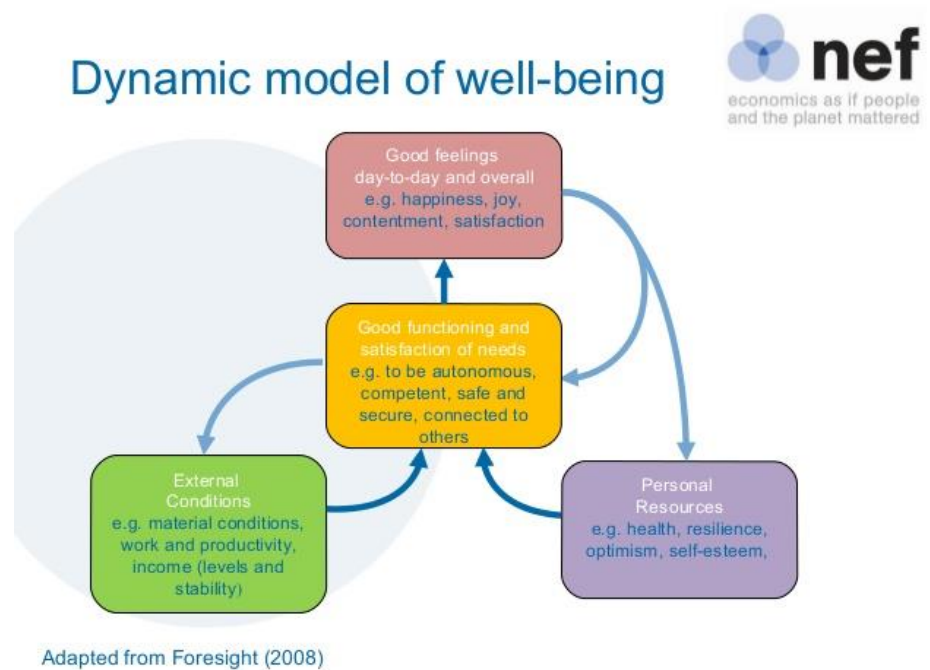 Dynamic model of well-being
nef
economics as if people
and the planet mattered
Good feelings
day-to-day and overall
e.g. happiness, joy,
contentment, satisfaction
Good functioning and
satisfaction of needs
e.g. to be autonomous,
competent, safe and
secure, connected to
others
External
Conditions
e.g. material conditions,
work and productivity,
income (levels and
stability)
Personal
Resources
e.g. health, resilience,
optimism, self-esteem,
Adapted from Foresight (2008)